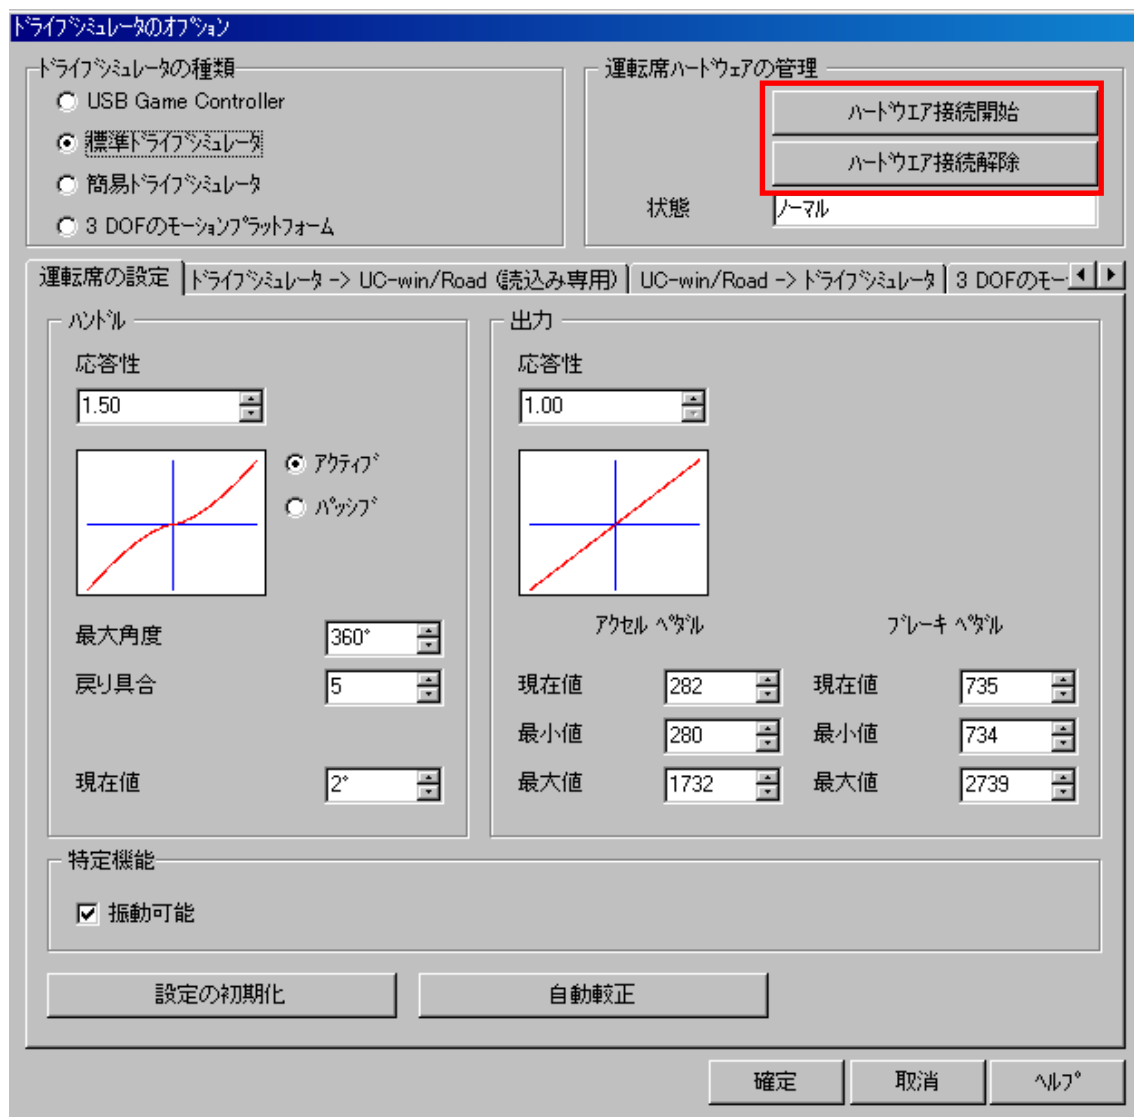 ﾄﾞﾗｲﾌﾞｼﾐｭﾚｰﾀのｵﾌﾟｼｮﾝ
ﾄﾞﾗｲﾌﾞｼﾐｭﾚｰﾀの種類
USB Game Controller
標準ﾄﾞﾗｲﾌﾞｼﾐｭﾚｰﾀ
簡易ﾄﾞﾗｲﾌﾞｼﾐｭﾚｰﾀ
3 DOFのﾓｰｼｮﾝﾌﾟﾗｯﾄﾌｫｰﾑ
運転席ﾊｰﾄﾞｳｪｱの管理
ﾊｰﾄﾞｳｴｱ接続開始
ﾊｰﾄﾞｳｴｱ接続解除
状態 ﾉｰﾏﾙ
運転席の設定 ﾄﾞﾗｲﾌﾞｼﾐｭﾚｰﾀ -> UC-win/Road (読込み専用) UC-win/Road -> ﾄﾞﾗｲﾌﾞｼﾐｭﾚｰﾀ 3 DOFのﾓｰ
ﾊﾝﾄﾞﾙ
応答性
1.50
ｱｸﾃｨﾌﾞ
ﾊﾟｯｼﾌﾞ
最大角度 360°
戻り具合 5
現在値 2°
出力
応答性
1.00
ｱｸｾﾙ ﾍﾟﾀﾞﾙ ﾌﾞﾚｰｷ ﾍﾟﾀﾞﾙ
現在値 282 現在値 735
最小値 280 最小値 734
最大値 1732 最大値 2739
特定機能
振動可能
設定の初期化 自動較正
確定 取消 ﾍﾙﾌﾟ